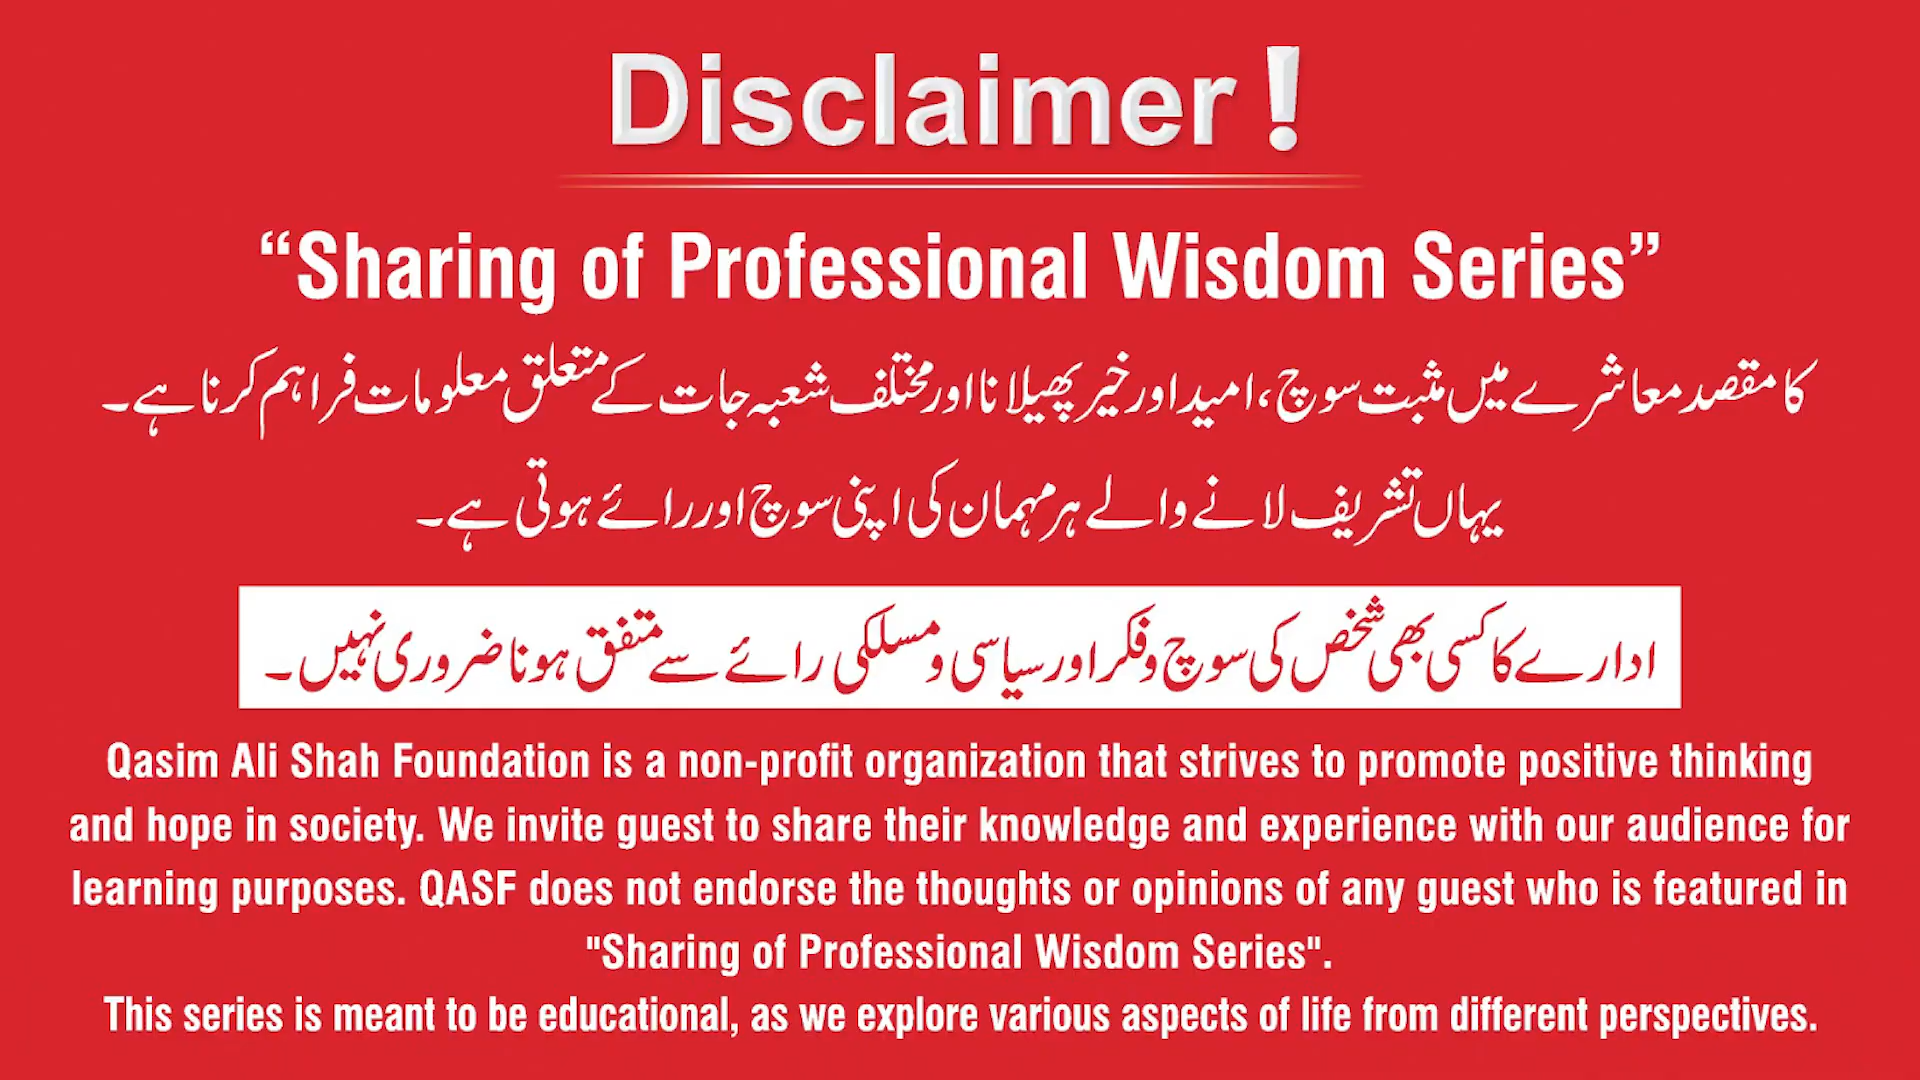 Disclaimer!
“Sharing of Professional Wisdom Series”
کا مقصد معاشرے میں مثبت سوچ، امید اور خیر پھیلانا اور مختلف شعبہ جات کے متعلق معلومات فراہم کرنا ہے۔
یہاں تشریف لانے والے ہر مہمان کی اپنی سوچ اور رائے ہوتی ہے۔
ادارے کا کسی بھی شخص کی سوچ و فکر اور سیاسی و مسلکی رائے سے متفق ہونا ضروری نہیں۔
Qasim Ali Shah Foundation is a non-profit organization that strives to promote positive thinking
and hope in society. We invite guest to share their knowledge and experience with our audience for
learning purposes. QASF does not endorse the thoughts or opinions of any guest who is featured in
"Sharing of Professional Wisdom Series".
This series is meant to be educational, as we explore various aspects of life from different perspectives.